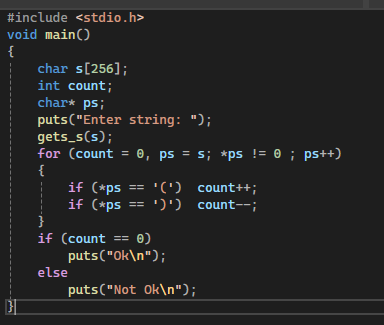 #include <stdio.h>
void main()
{
    char s[256];
    int count;
    char* ps;
    puts("Enter string: ");
    gets_s(s);
    for (count = 0, ps = s; *ps != 0 ; ps++)
    {
        if (*ps == '(')  count++;
        if (*ps == ')')  count--;
    }
    if (count == 0)
        puts("Ok\n");
    else
        puts("Not Ok\n");
}